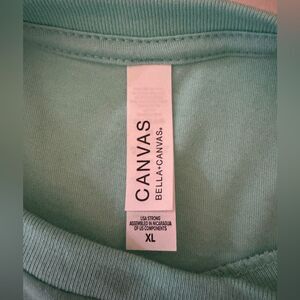 CANVAS
BELLA+CANVAS®
USA STRONG
ASSEMBLED IN NICARAGUA
OF US COMPONENTS
XL